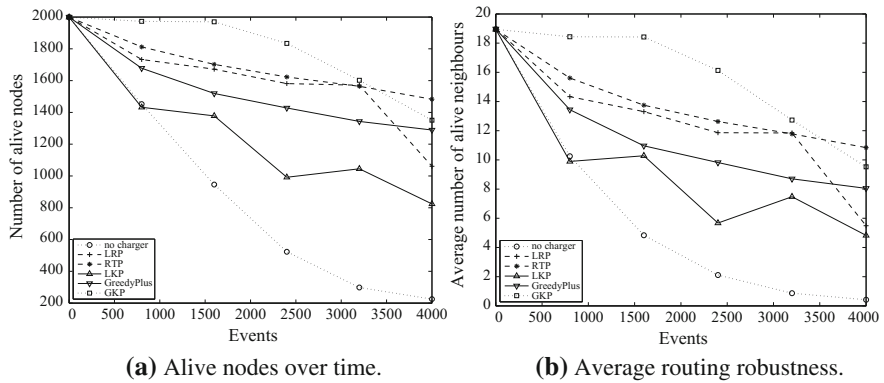 Number of alive nodes
2000
1800
1600
1400
1200
1000
800
600
400
200
no charger
LRP
RTP
LKP
GreedyPlus
GKP
0 500 1000 1500 2000 2500 3000 3500 4000
Events
(a) Alive nodes over time.
Average number of alive neighbours
20
18
16
14
12
10
8
6
4
2
0
no charger
LRP
RTP
LKP
GreedyPlus
GKP
0 500 1000 1500 2000 2500 3000 3500 4000
Events
(b) Average routing robustness.